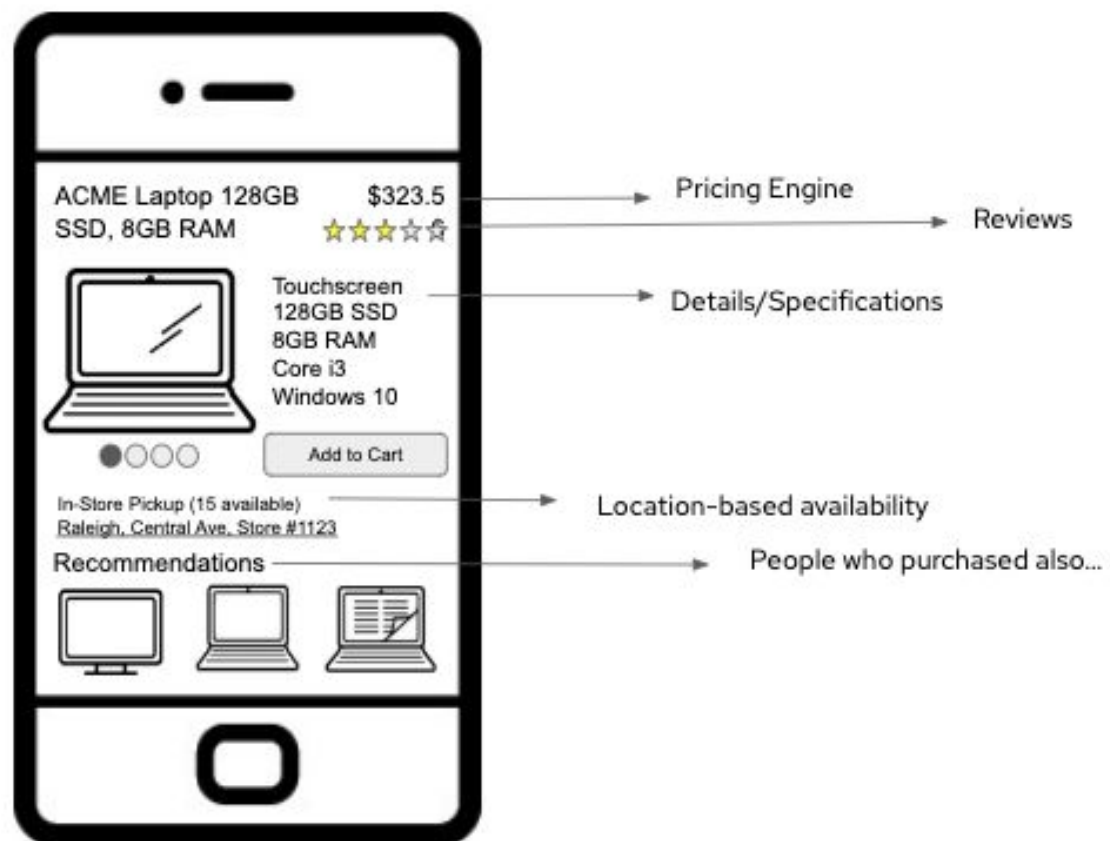 ACME Laptop 128GB
SSD, 8GB RAM
$323.5
Pricing Engine
Reviews
Touchscreen
128GB SSD
8GB RAM
Core i3
Windows 10
Details/Specifications
Add to Cart
In-Store Pickup (15 available)
Raleigh, Central Ave, Store #1123
Location-based availability
Recommendations
People who purchased also...